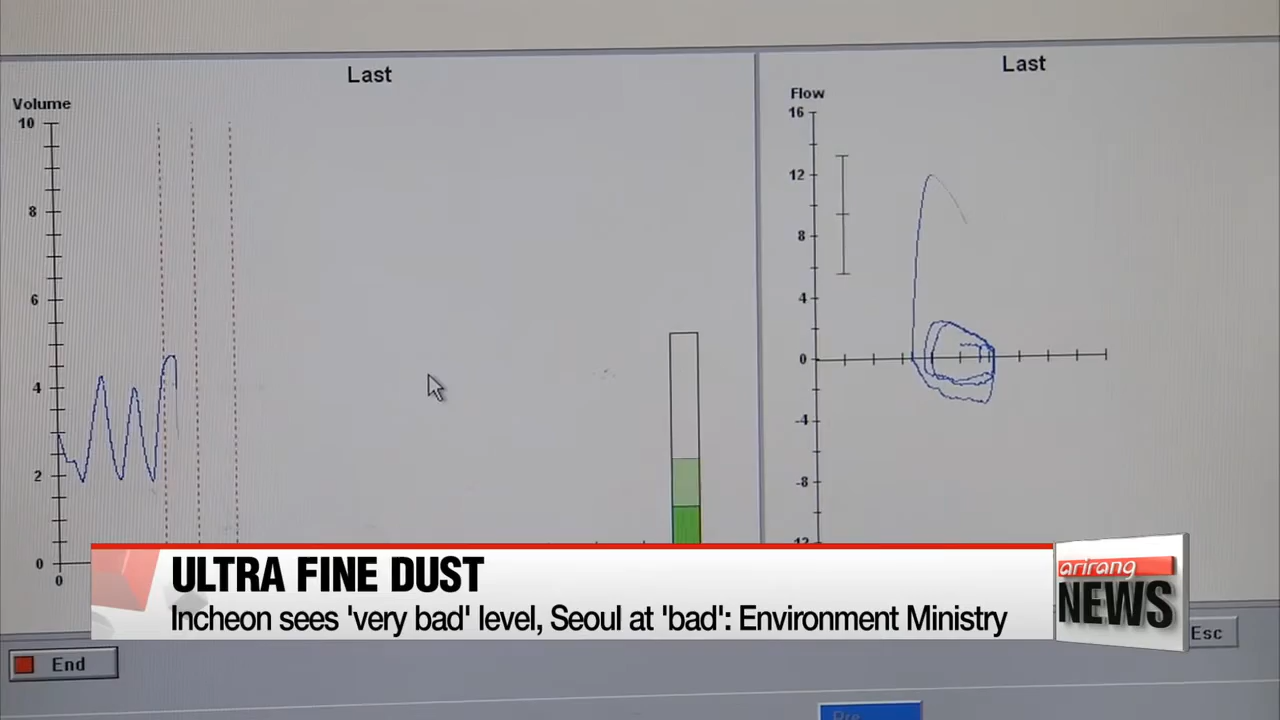 Last
Volume
10
8
6
4
2
0
0
Last
Flow
16
12
8
4
0
-4
-8
ULTRA FINE DUST
Incheon sees 'very bad' level, Seoul at 'bad': Environment Ministry
arirang
NEWS
Esc
End